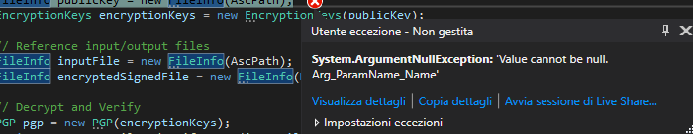 FileInfo publicKey = new FileInfo(AscPath);
EncryptionKeys encryptionKeys = new Encryption evs(publicKey);
// Reference input/output files
FileInfo inputFile = new FileInfo(AscPath);
FileInfo encryptedSignedFile = new FileInfo(
// Decrypt and Verify
PGP pgp = new PGP(encryptionKeys);
Utente eccezione - Non gestita
System.ArgumentNullException: 'Value cannot be null.
Arg_ParamName_Name'
Visualizza dettagli | Copia dettagli | Avvia sessione di Live Share...
Impostazioni eccezioni